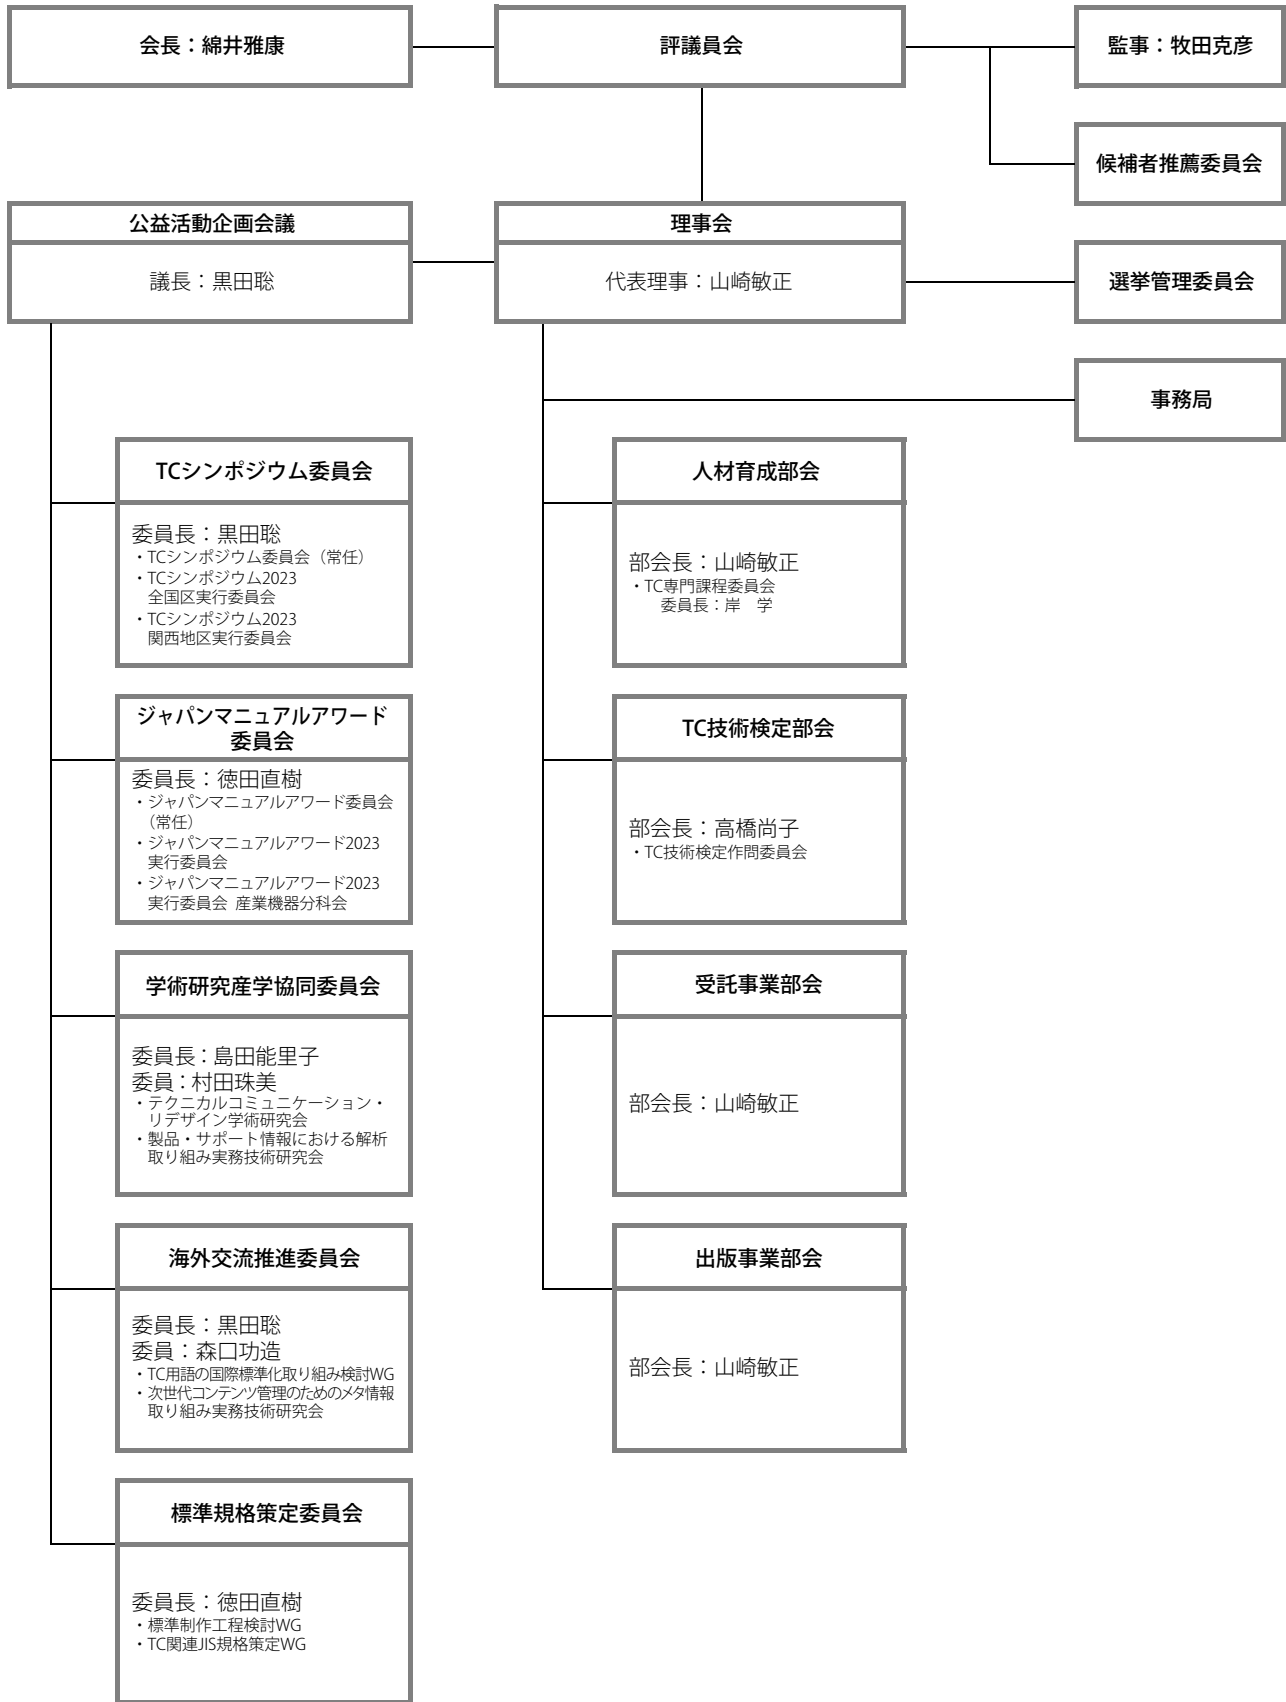 会長：綿井雅康
評議員会
監事：牧田克彦
候補者推薦委員会
公益活動企画会議
議長：黒田聡
理事会
代表理事：山崎敏正
選挙管理委員会
事務局
TCシンポジウム委員会
委員長：黒田聡
・TCシンポジウム委員会（常任）
・TCシンポジウム2023
全国区実行委員会
・TCシンポジウム2023
関西地区実行委員会
人材育成部会
部会長：山崎敏正
・TC専門課程委員会
委員長：岸　学
ジャパンマニュアルアワード
委員会
委員長：徳田直樹
・ジャパンマニュアルアワード委員会
（常任）
・ジャパンマニュアルアワード2023
実行委員会
・ジャパンマニュアルアワード2023
実行委員会 産業機器分科会
TC技術検定部会
部会長：高橋尚子
・TC技術検定作問委員会
学術研究産学協同委員会
委員長：島田能里子
委員：村田珠美
・テクニカルコミュニケーション・
リデザイン学術研究会
・製品・サポート情報における解析
取り組み実務技術研究会
受託事業部会
部会長：山崎敏正
海外交流推進委員会
委員長：黒田聡
委員：森口功造
・TC用語の国際標準化取り組み検討WG
・次世代コンテンツ管理のためのメタ情報
取り組み実務技術研究会
出版事業部会
部会長：山崎敏正
標準規格策定委員会
委員長：徳田直樹
・標準制作工程検討WG
・TC関連JIS規格策定WG